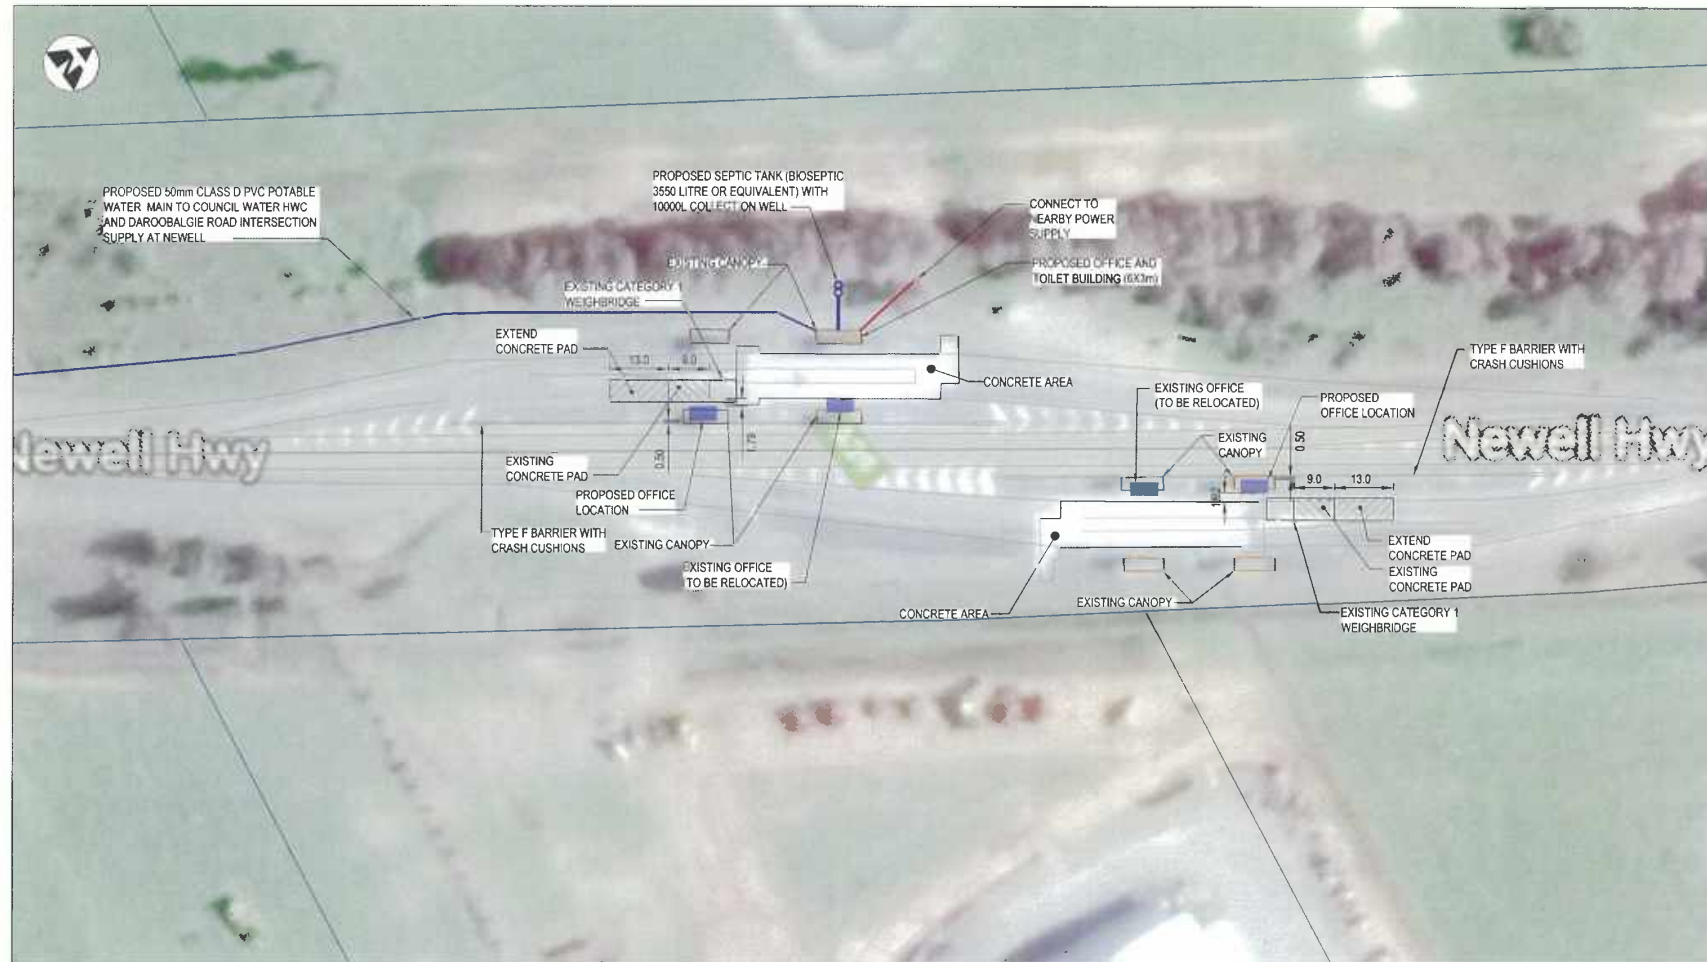 PROPOSED SEPTIC TANK (BIOSEPTIC
3550 LITRE OR EQUIVALENT) WITH
10000L COLLECTION WELL
PROPOSED 50mm CLASS D PVC POTABLE
WATER MAIN TO COUNCIL WATER HWC
AND DAROOBALGIE ROAD INTERSECTION
SUPPLY AT NEWELL
CONNECT TO
NEARBY POWER
SUPPLY
EXISTING CANOPY
PROPOSED OFFICE AND
TOILET BUILDING (6X3m)
EXISTING CATEGORY 1
WEIGHBRIDGE
8
EXTEND
CONCRETE PAD
13.0
9.0
TYPE F BARRIER WITH
CRASH CUSHIONS
CONCRETE AREA
EXISTING OFFICE
(TO BE RELOCATED)
PROPOSED
OFFICE LOCATION
Newell Hwy
Newell Hwy
EXISTING
CANOPY
0.50
0.50
1.79
EXISTING
CONCRETE PAD
9.0
13.0
PROPOSED OFFICE
LOCATION
TYPE F BARRIER WITH
CRASH CUSHIONS
EXISTING CANOPY
EXISTING OFFICE
(TO BE RELOCATED)
EXTEND
CONCRETE PAD
EXISTING
CONCRETE PAD
CONCRETE AREA
EXISTING CANOPY
EXISTING CATEGORY 1
WEIGHBRIDGE